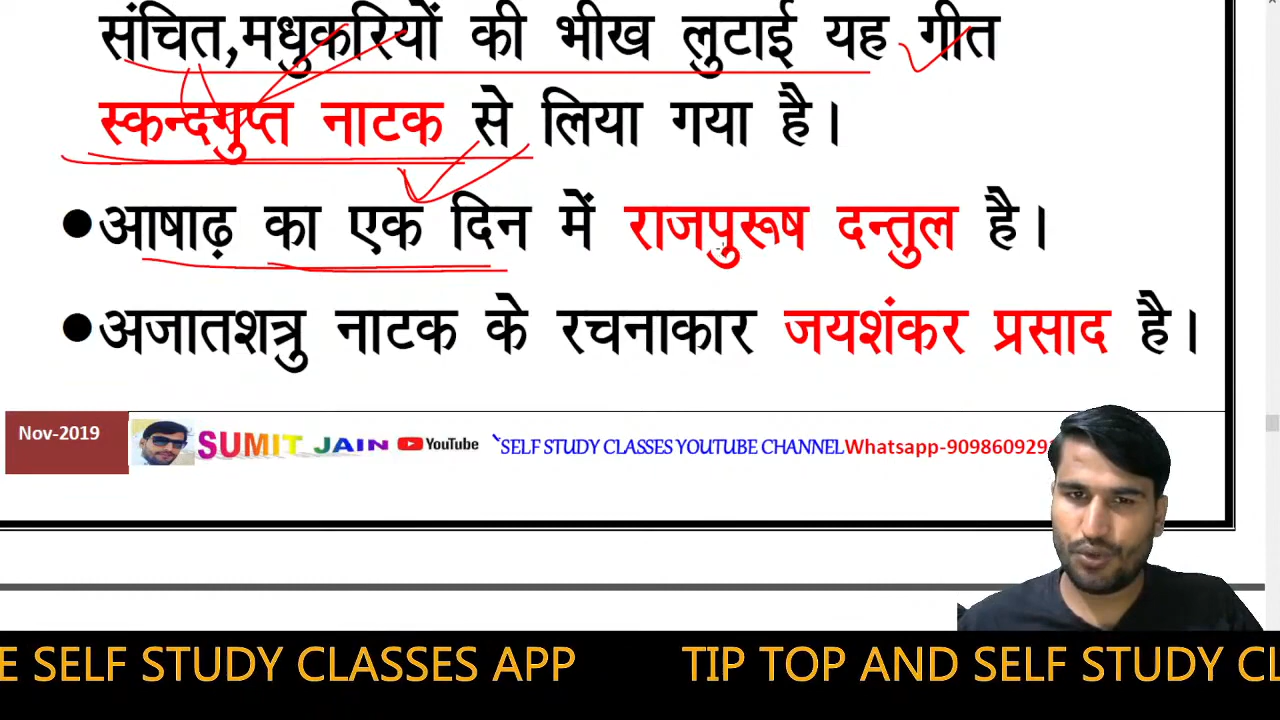 संचित,मधुकरियों की भीख लुटाई यह गीत
स्कन्दगुप्त नाटक से लिया गया है।
●आषाढ़ का एक दिन में राजपुरूष दन्तुल है।
●अजातशत्रु नाटक के रचनाकार जयशंकर प्रसाद है।
Nov-2019 SUMIT JAIN YouTube `SELF STUDY CLASSES YOUTUBE CHANNEL Whatsapp-909860929
E SELF STUDY CLASSES APP TIP TOP AND SELF STUDY CL